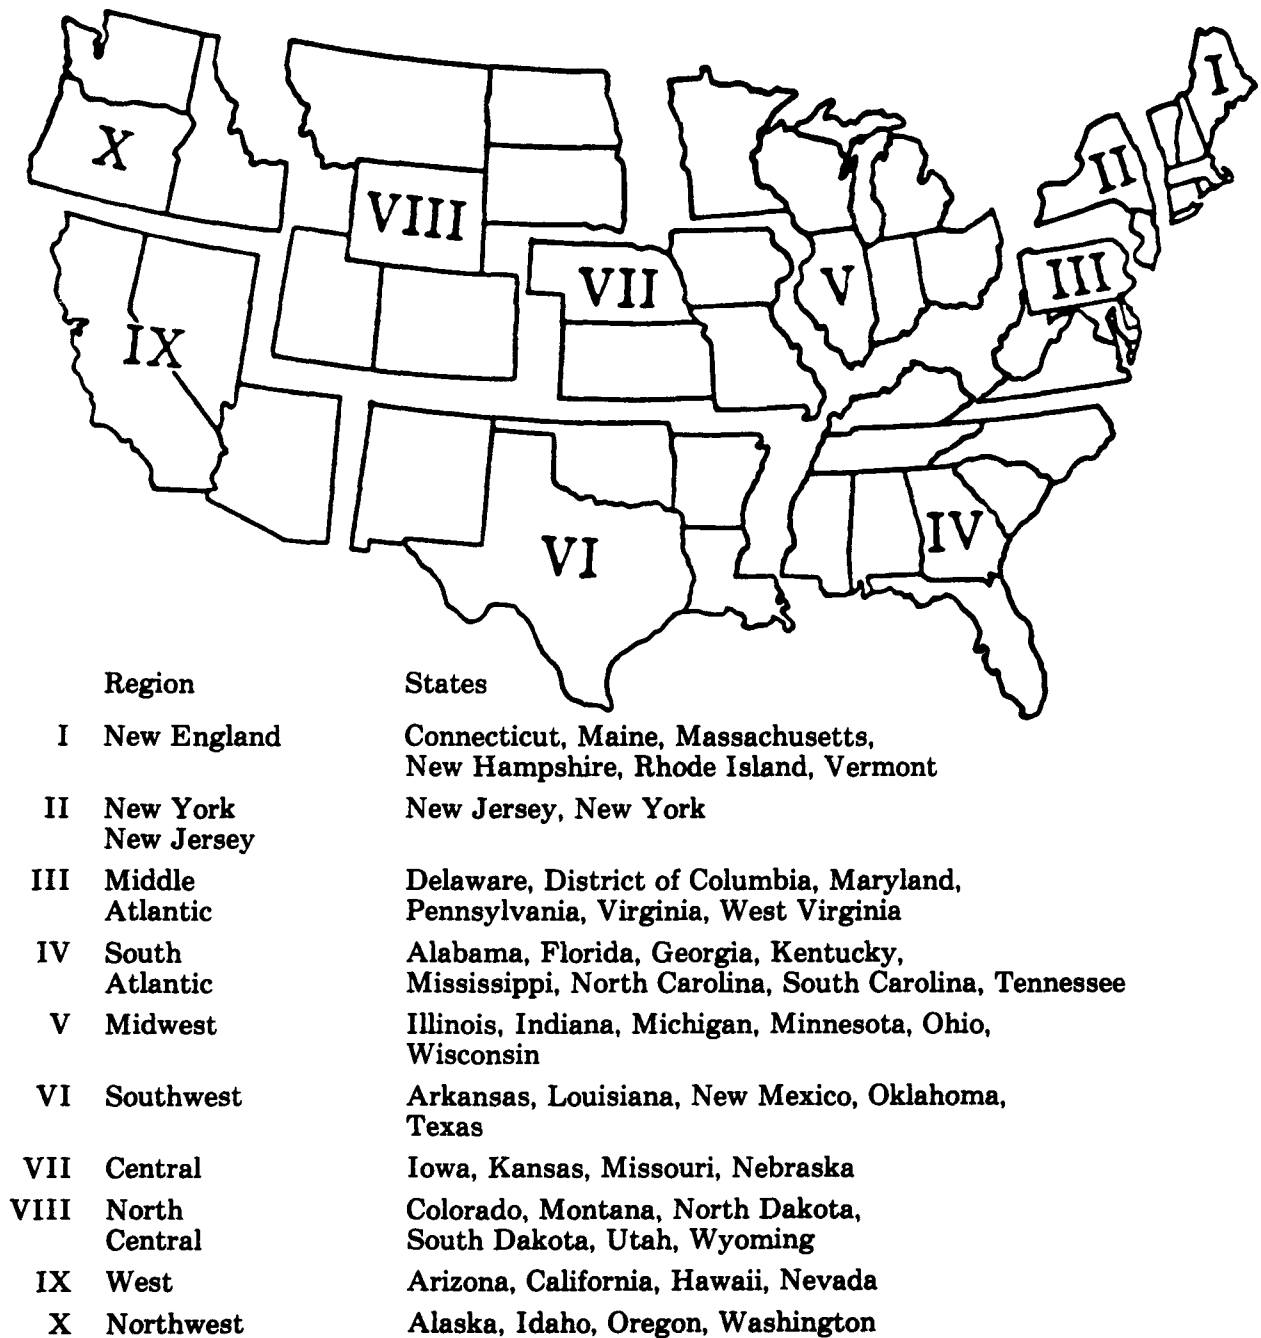 I
X
II
VIII
III
VII
V
IX
IV
VI
Region States
I New England Connecticut, Maine, Massachusetts,
New Hampshire, Rhode Island, Vermont
II New York New Jersey, New York
New Jersey
III Middle Delaware, District of Columbia, Maryland,
Atlantic Pennsylvania, Virginia, West Virginia
IV South Alabama, Florida, Georgia, Kentucky,
Atlantic Mississippi, North Carolina, South Carolina, Tennessee
V Midwest Illinois, Indiana, Michigan, Minnesota, Ohio,
Wisconsin
VI Southwest Arkansas, Louisiana, New Mexico, Oklahoma,
Texas
VII Central Iowa, Kansas, Missouri, Nebraska
VIII North Colorado, Montana, North Dakota,
Central South Dakota, Utah, Wyoming
IX West Arizona, California, Hawaii, Nevada
X Northwest Alaska, Idaho, Oregon, Washington